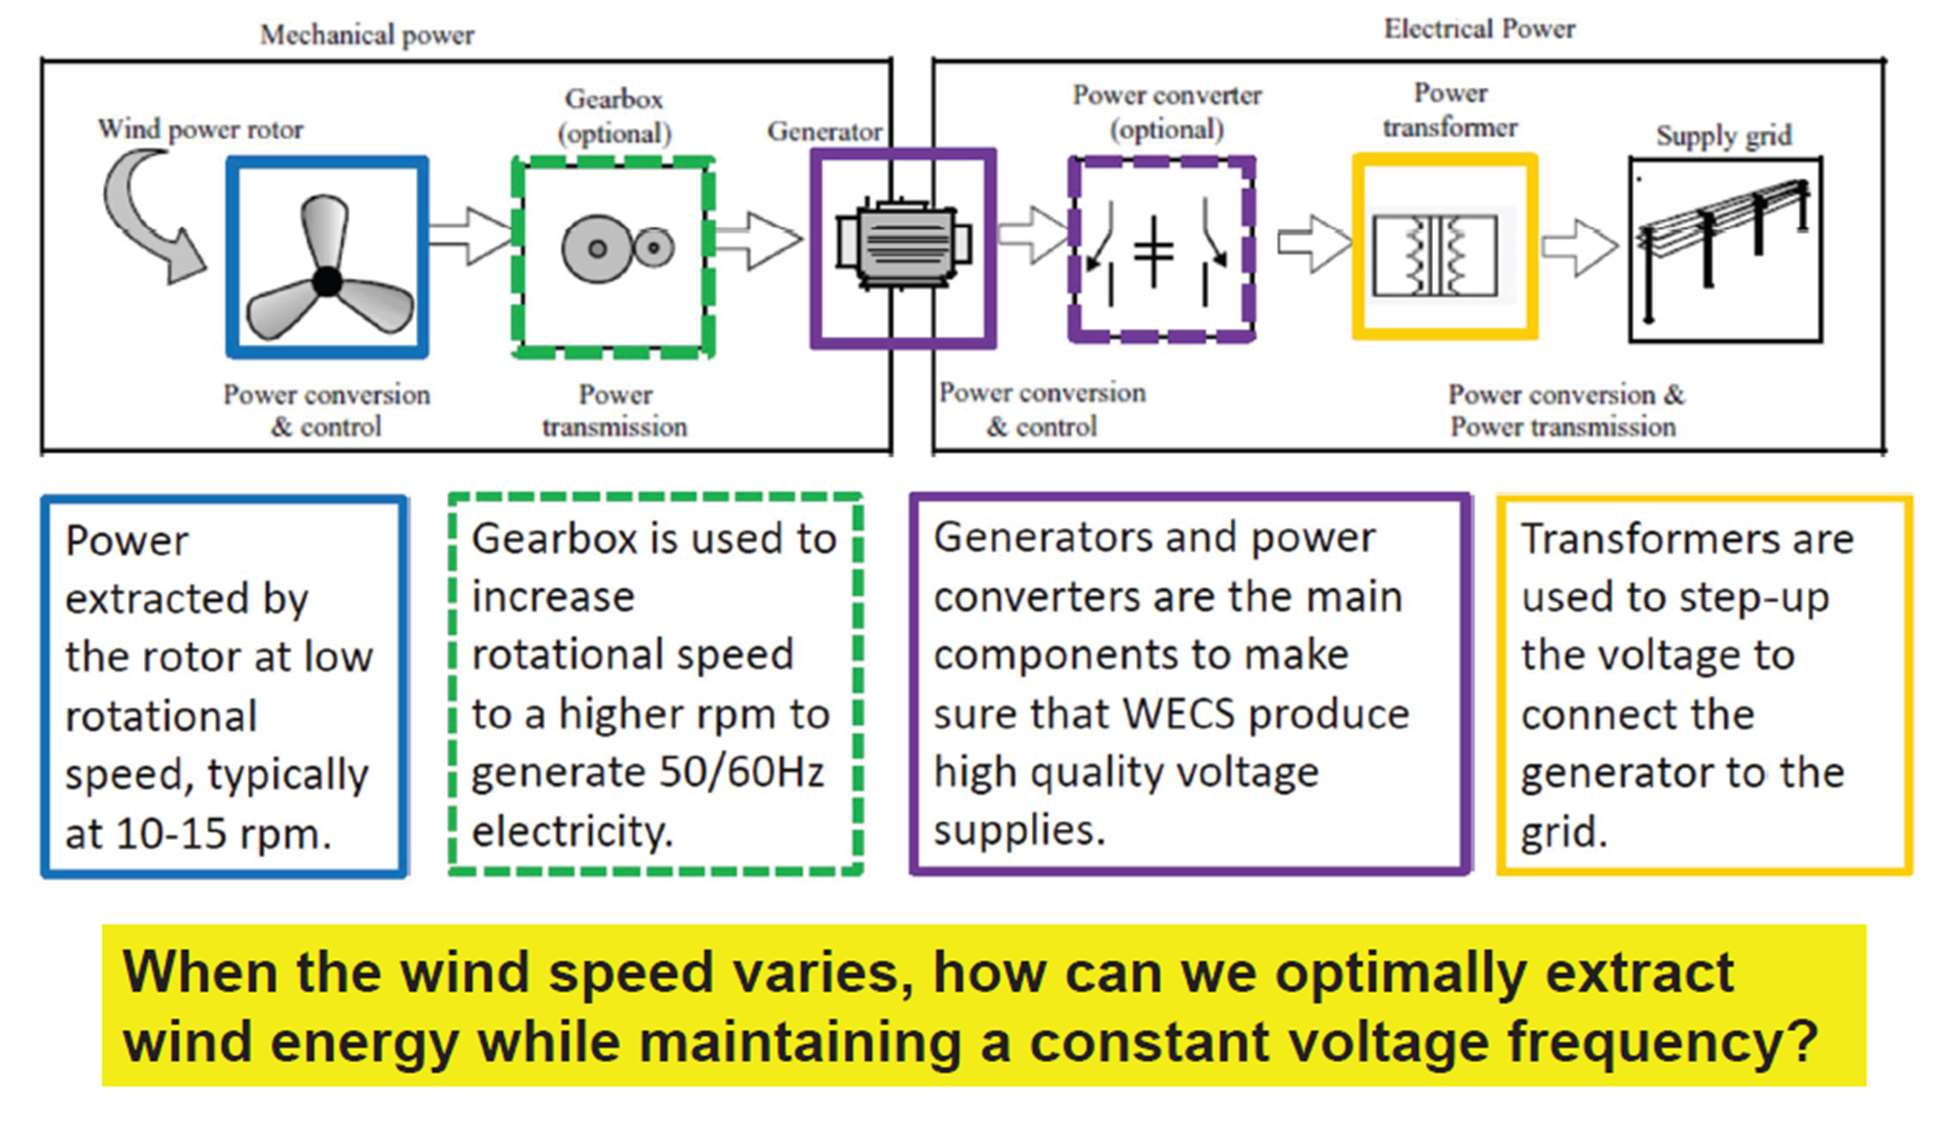 Mechanical power
Electrical Power
Wind power rotor
Gearbox
(optional)
Generator
Power converter
(optional)
Power
transformer
Supply grid
Power conversion
& control
Power
transmission
Power conversion
& control
Power conversion &
Power transmission
Power
extracted by
the rotor at low
rotational
speed, typically
at 10-15 rpm.
Gearbox is used to
increase
rotational speed
to a higher rpm to
generate 50/60Hz
electricity.
Generators and power
converters are the main
components to make
sure that WECS produce
high quality voltage
supplies.
Transformers are
used to step-up
the voltage to
connect the
generator to the
grid.
When the wind speed varies, how can we optimally extract
wind energy while maintaining a constant voltage frequency?